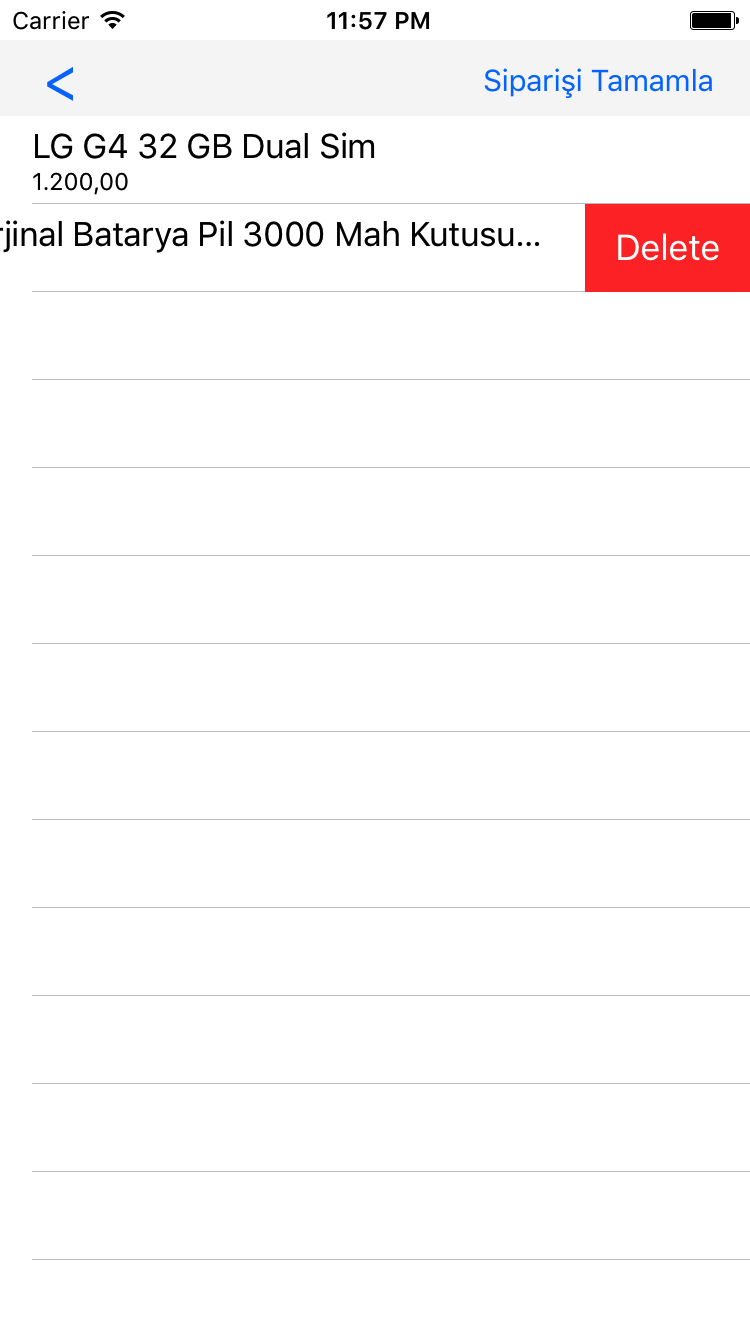 Carrier 11:57 PM
< Siparişi Tamamla
LG G4 32 GB Dual Sim
1.200,00
rjinal Batarya Pil 3000 Mah Kutusu... Delete